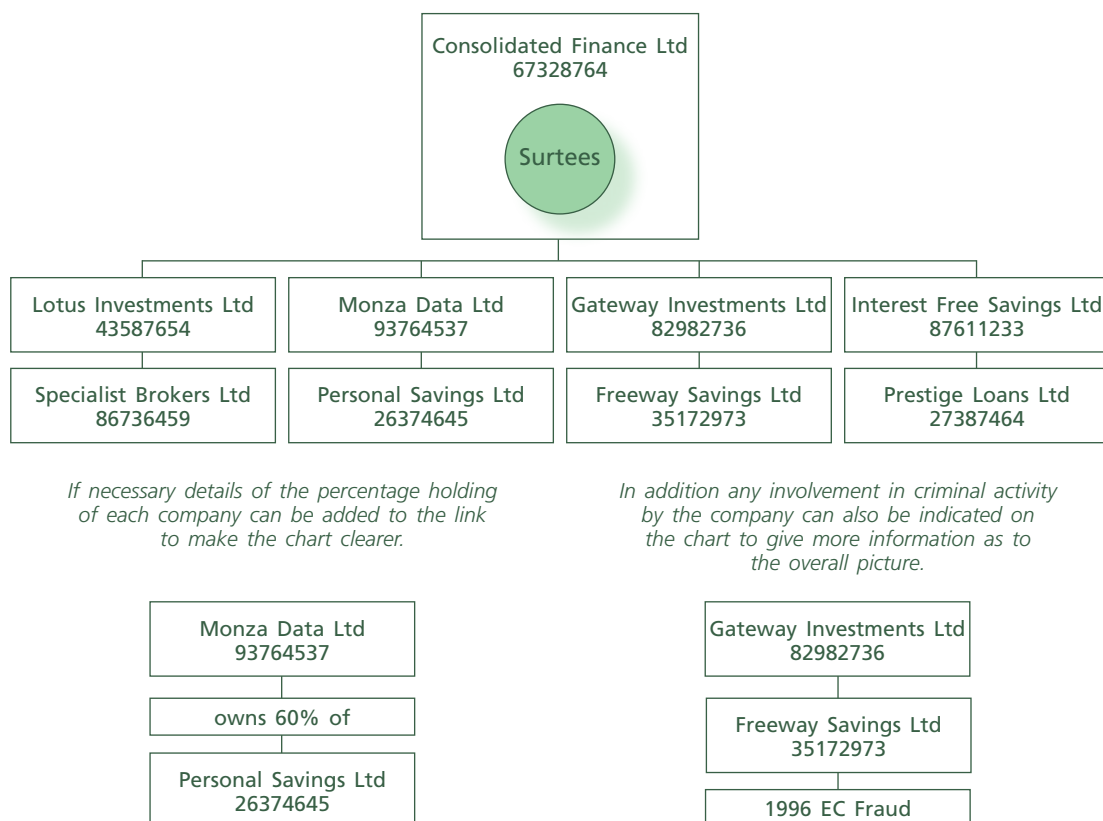 Consolidated Finance Ltd
67328764
Surtees
Lotus Investments Ltd
43587654
Monza Data Ltd
93764537
Gateway Investments Ltd
82982736
Interest Free Savings Ltd
87611233
Specialist Brokers Ltd
86736459
Personal Savings Ltd
26374645
Freeway Savings Ltd
35172973
Prestige Loans Ltd
27387464
If necessary details of the percentage holding
of each company can be added to the link
to make the chart clearer.
In addition any involvement in criminal activity
by the company can also be indicated on
the chart to give more information as to
the overall picture.
Monza Data Ltd
93764537
owns 60% of
Personal Savings Ltd
26374645
Gateway Investments Ltd
82982736
Freeway Savings Ltd
35172973
1996 EC Fraud